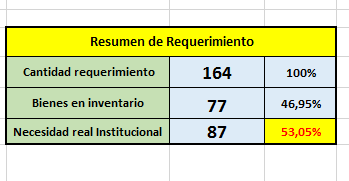 Resumen de Requerimiento
Cantidad requerimiento 164 100%
Bienes en inventario 77 46,95%
Necesidad real Institucional 87 53,05%